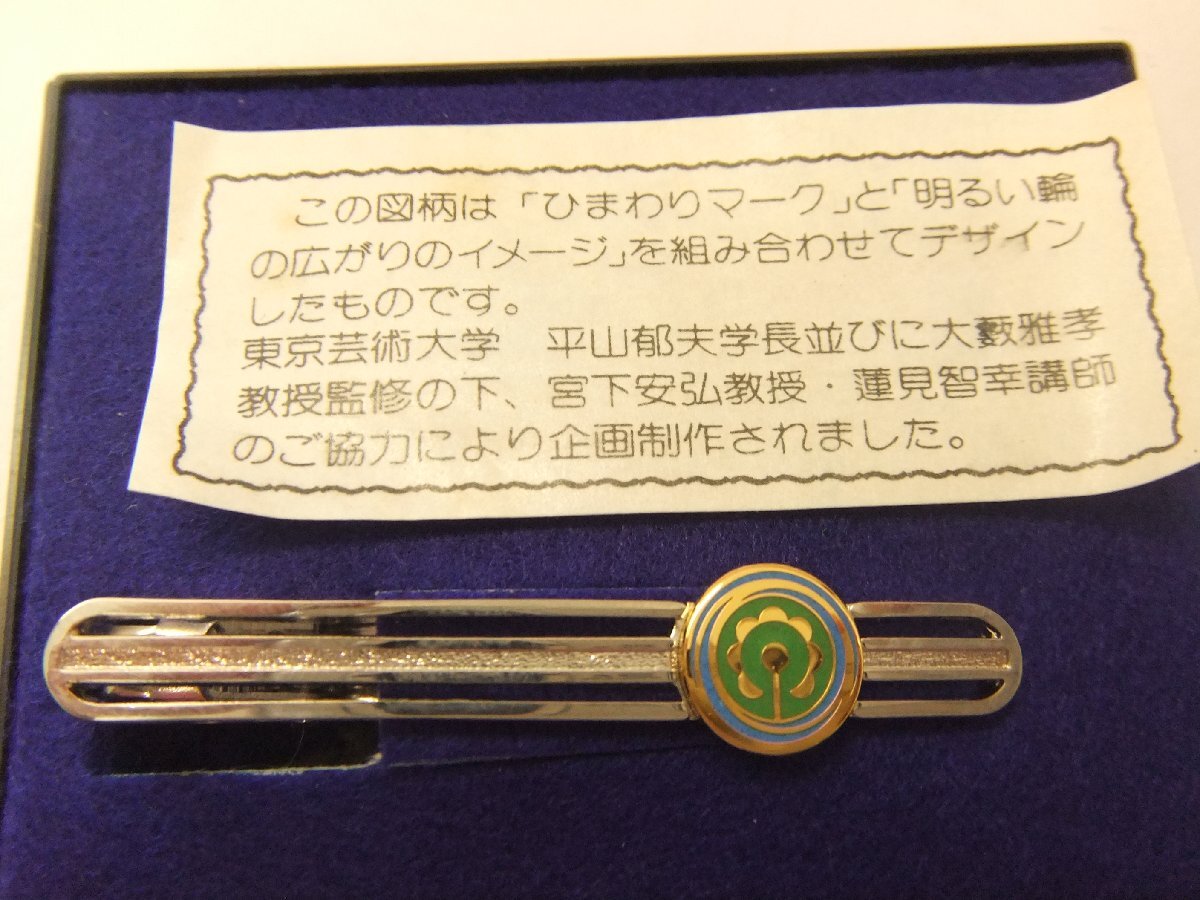 この図柄は「ひまわりマーク」と「明るい輪
の広がりのイメージ」を組み合わせてデザイン
したものです。
東京芸術大学　平山郁夫学長並びに大藪雅孝
教授監修の下、宮下安弘教授・蓮見智幸講師
のご協力により企画制作されました。